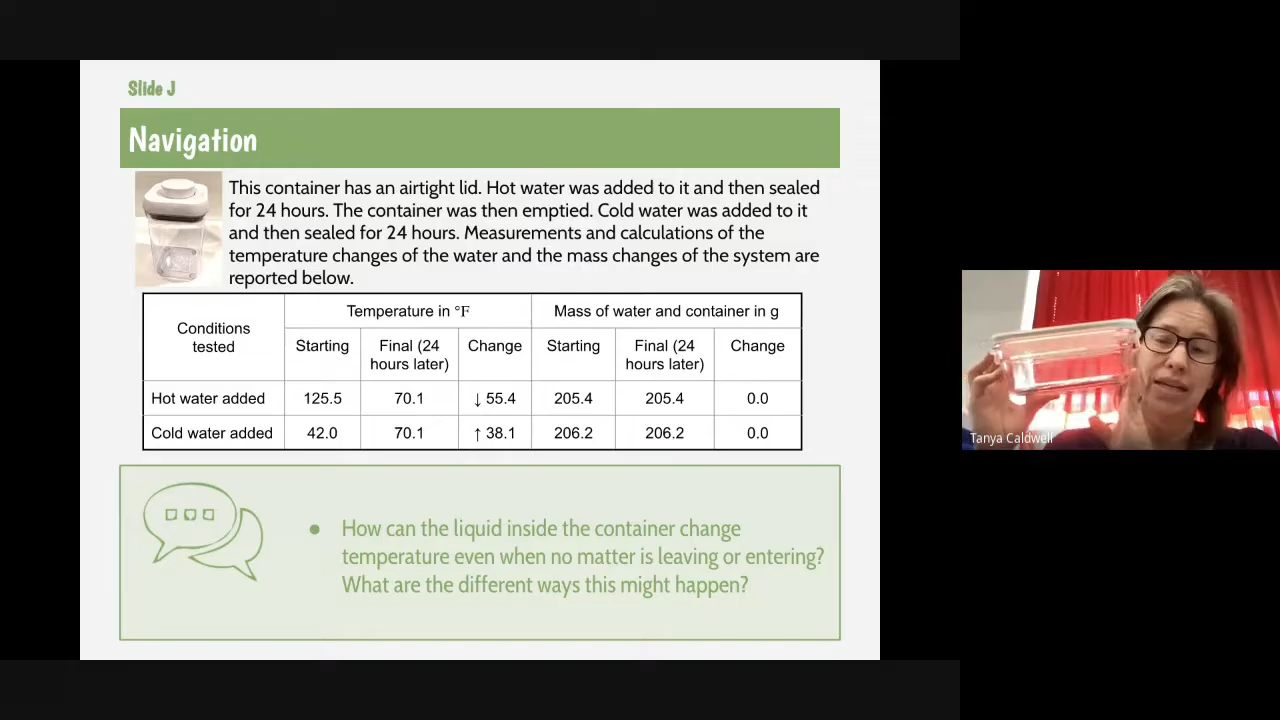 Slide J
Navigation
This container has an airtight lid. Hot water was added to it and then sealed
for 24 hours. The container was then emptied. Cold water was added to it
and then sealed for 24 hours. Measurements and calculations of the
temperature changes of the water and the mass changes of the system are
reported below.
Conditions tested
Temperature in °F
Mass of water and container in g
Starting
Final (24 hours later)
Change
Starting
Final (24 hours later)
Change
Hot water added 125.5 70.1 ↓ 55.4 205.4 205.4 0.0
Cold water added 42.0 70.1 ↑ 38.1 206.2 206.2 0.0
● How can the liquid inside the container change
temperature even when no matter is leaving or entering?
What are the different ways this might happen?
Tanya Caldwell